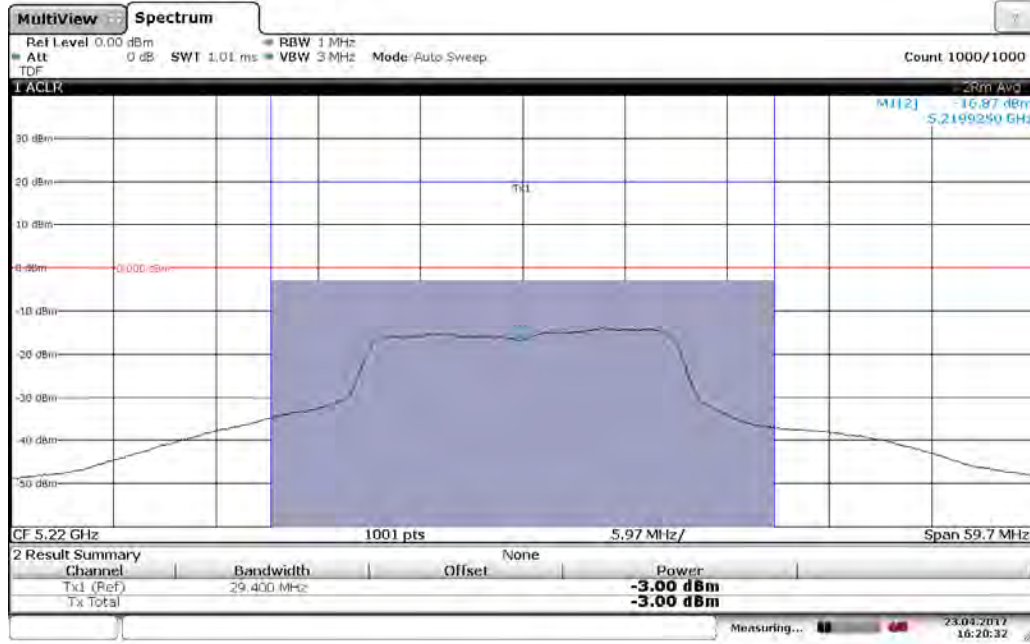 MultiView Spectrum
Ref Level 0.00 dBm RBW 1 MHz
Att 0 dB SWT 1.01 ms VBW 3 MHz Mode Auto Sweep Count 1000/1000
TDF
1 ACLR 2Rm Avg
M1[2] -16.87 dBm
5.2199250 GHz
30 dBm
20 dBm
Tx1
10 dBm
0 dBm 0.000 dBm
-10 dBm
-20 dBm
-30 dBm
-40 dBm
-50 dBm
CF 5.22 GHz 1001 pts 5.97 MHz/ Span 59.7 MHz
2 Result Summary None
Channel Bandwidth Offset Power
Tx1 (Ref) 29.400 MHz -3.00 dBm
Tx Total -3.00 dBm
Measuring... 23.04.2017
16:20:32